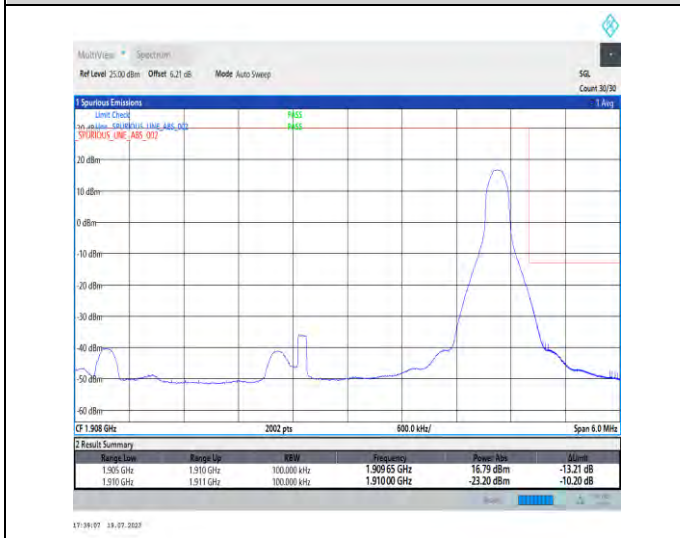 MultiView Spectrum
Ref Level 25.00 dBm Offset 6.21 dB Mode Auto Sweep SGL
Count 30/30
1 Spurious Emissions 1 Avg
Limit Check PASS
Line _SPURIOUS_LINE_ABS_002 PASS
_SPURIOUS_LINE_ABS_002
20 dBm
10 dBm
0 dBm
-10 dBm
-20 dBm
-30 dBm
-40 dBm
-50 dBm
-60 dBm
CF 1.908 GHz 2002 pts 600.0 kHz/ Span 6.0 MHz
2 Result Summary
Range Low Range Up RBW Frequency Power Abs ΔLimit
1.905 GHz 1.910 GHz 100.000 kHz 1.90965 GHz 16.79 dBm -13.21 dB
1.910 GHz 1.911 GHz 100.000 kHz 1.91000 GHz -23.20 dBm -10.20 dB